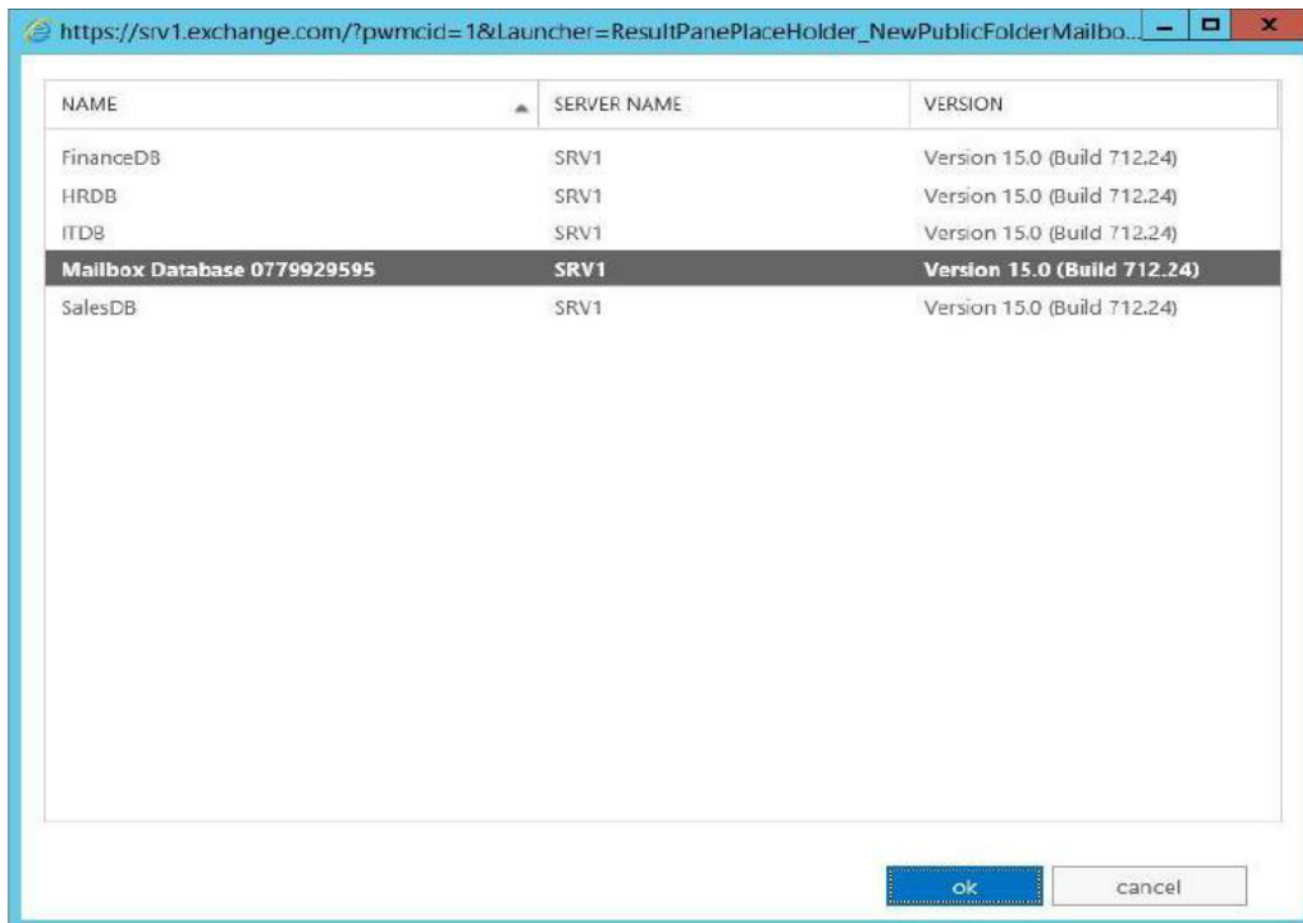 https://srv1.exchange.com/?pwmcid=1&Launcher=ResultPanePlaceHolder_NewPublicFolderMailbo...
NAME SERVER NAME VERSION
FinanceDB SRV1 Version 15.0 (Build 712.24)
HRDB SRV1 Version 15.0 (Build 712.24)
ITDB SRV1 Version 15.0 (Build 712.24)
Mailbox Database 0779929595 SRV1 Version 15.0 (Build 712.24)
SalesDB SRV1 Version 15.0 (Build 712.24)
ok cancel